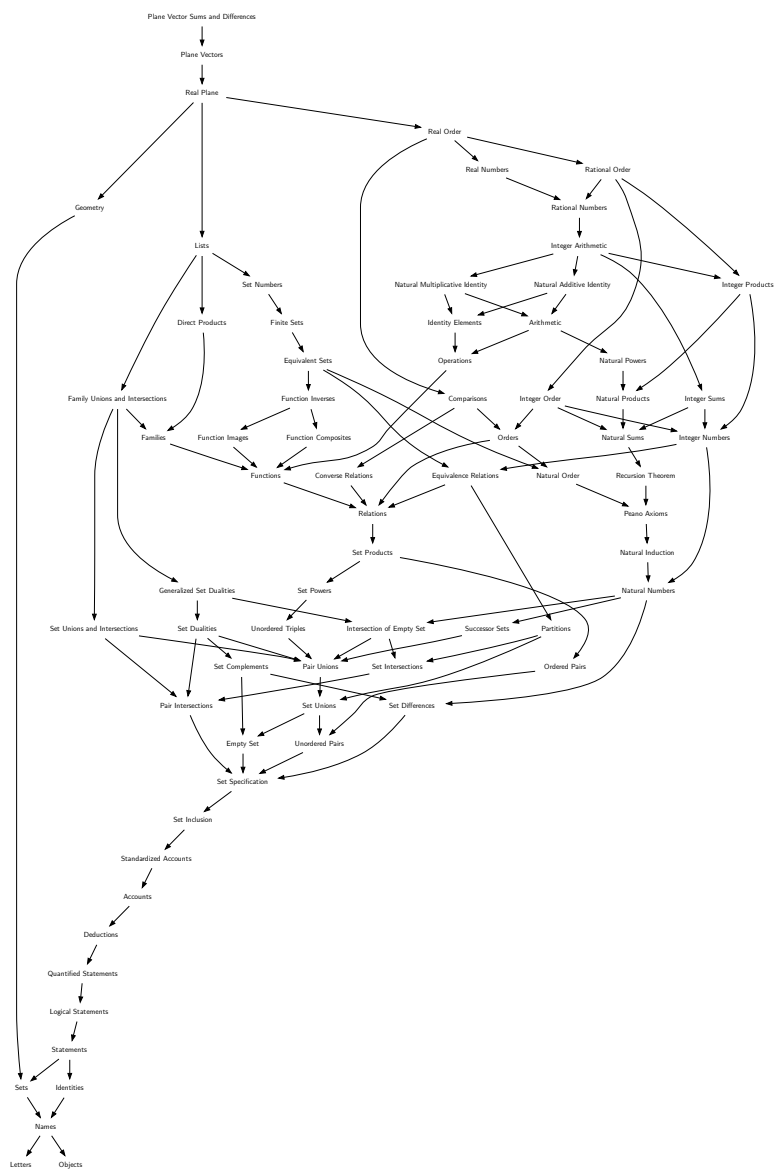 Plane Vector Sums and Differences
Plane Vectors
Real Plane
Real Order
Real Numbers
Rational Order
Geometry
Rational Numbers
Lists
Integer Arithmetic
Set Numbers
Natural Multiplicative Identity
Natural Additive Identity
Integer Products
Direct Products
Finite Sets
Identity Elements
Arithmetic
Equivalent Sets
Operations
Natural Powers
Family Unions and Intersections
Function Inverses
Comparisons
Integer Order
Natural Products
Integer Sums
Families
Function Images
Function Composites
Orders
Natural Sums
Integer Numbers
Functions
Converse Relations
Equivalence Relations
Natural Order
Recursion Theorem
Relations
Peano Axioms
Set Products
Natural Induction
Generalized Set Dualities
Set Powers
Natural Numbers
Set Unions and Intersections
Set Dualities
Unordered Triples
Intersection of Empty Set
Successor Sets
Partitions
Set Complements
Pair Unions
Set Intersections
Ordered Pairs
Pair Intersections
Set Unions
Set Differences
Empty Set
Unordered Pairs
Set Specification
Set Inclusion
Standardized Accounts
Accounts
Deductions
Quantified Statements
Logical Statements
Statements
Sets
Identities
Names
Letters
Objects